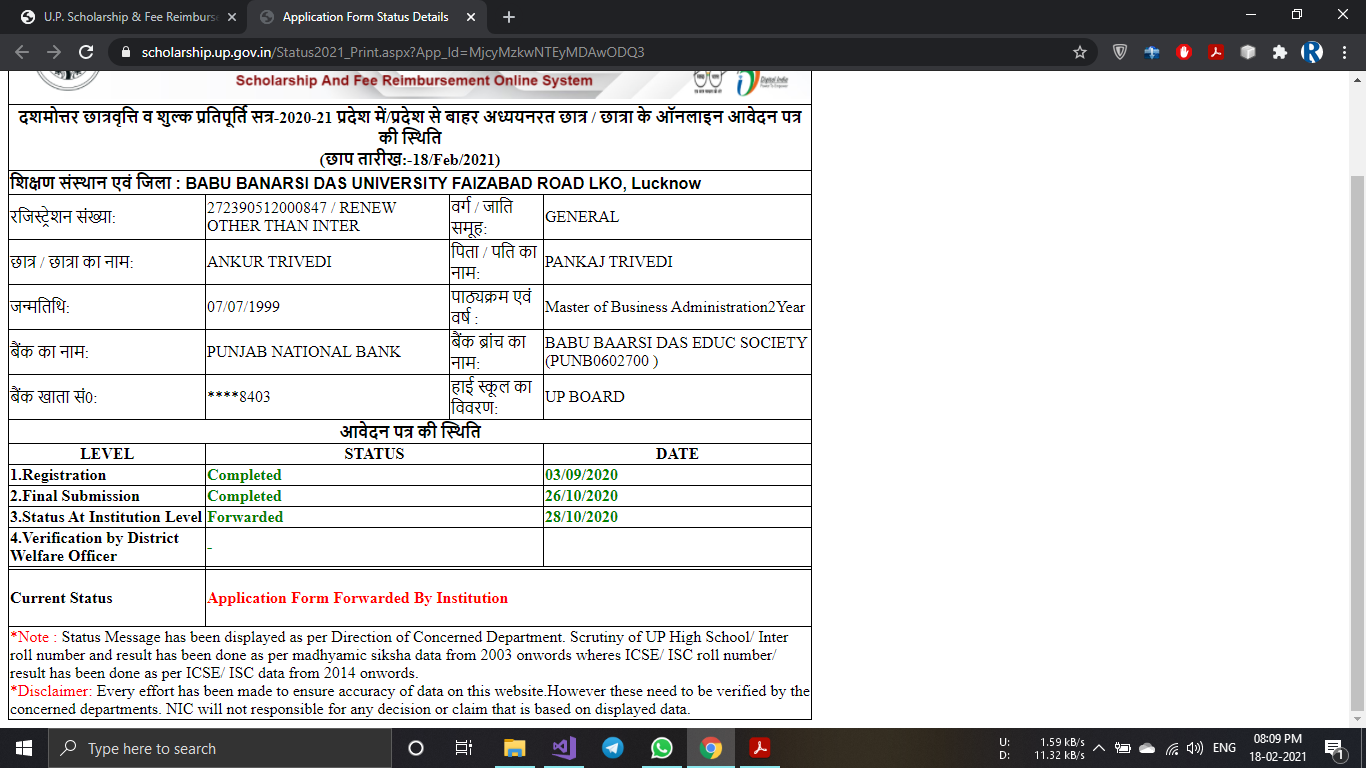 U.P. Scholarship & Fee Reimburs
Application Form Status Details
scholarship.up.gov.in/Status2021_Print.aspx?App_Id=MjcyMzkwNTEyMDAwODQ3
Scholarship And Fee Reimbursement Online System
Digital India
दशमोत्तर छात्रवृत्ति व शुल्क प्रतिपूर्ति सत्र-2020-21 प्रदेश में/प्रदेश से बाहर अध्ययनरत छात्र / छात्रा के ऑनलाइन आवेदन पत्र
की स्थिति
(छाप तारीख:-18/Feb/2021)
शिक्षण संस्थान एवं जिला : BABU BANARSI DAS UNIVERSITY FAIZABAD ROAD LKO, Lucknow
रजिस्ट्रेशन संख्या:
272390512000847 / RENEW
OTHER THAN INTER
वर्ग / जाति
समूह:
GENERAL
छात्र / छात्रा का नाम:
ANKUR TRIVEDI
पिता / पति का
नाम:
PANKAJ TRIVEDI
जन्मतिथि:
07/07/1999
पाठ्यक्रम एवं
वर्ष :
Master of Business Administration2Year
बैंक का नाम:
PUNJAB NATIONAL BANK
बैंक ब्रांच का
नाम:
BABU BAARSI DAS EDUC SOCIETY
(PUNB0602700 )
बैंक खाता सं0:
****8403
हाई स्कूल का
विवरण:
UP BOARD
आवेदन पत्र की स्थिति
LEVEL STATUS DATE
1.Registration Completed 03/09/2020
2.Final Submission Completed 26/10/2020
3.Status At Institution Level Forwarded 28/10/2020
4.Verification by District
Welfare Officer
-
Current Status Application Form Forwarded By Institution
*Note : Status Message has been displayed as per Direction of Concerned Department. Scrutiny of UP High School/ Inter
roll number and result has been done as per madhyamic siksha data from 2003 onwords wheres ICSE/ ISC roll number/
result has been done as per ICSE/ ISC data from 2014 onwords.
*Disclaimer: Every effort has been made to ensure accuracy of data on this website.However these need to be verified by the
concerned departments. NIC will not responsible for any decision or claim that is based on displayed data.
Type here to search
U: 1.59 kB/s
D: 11.32 kB/s
ENG
08:09 PM
18-02-2021
1